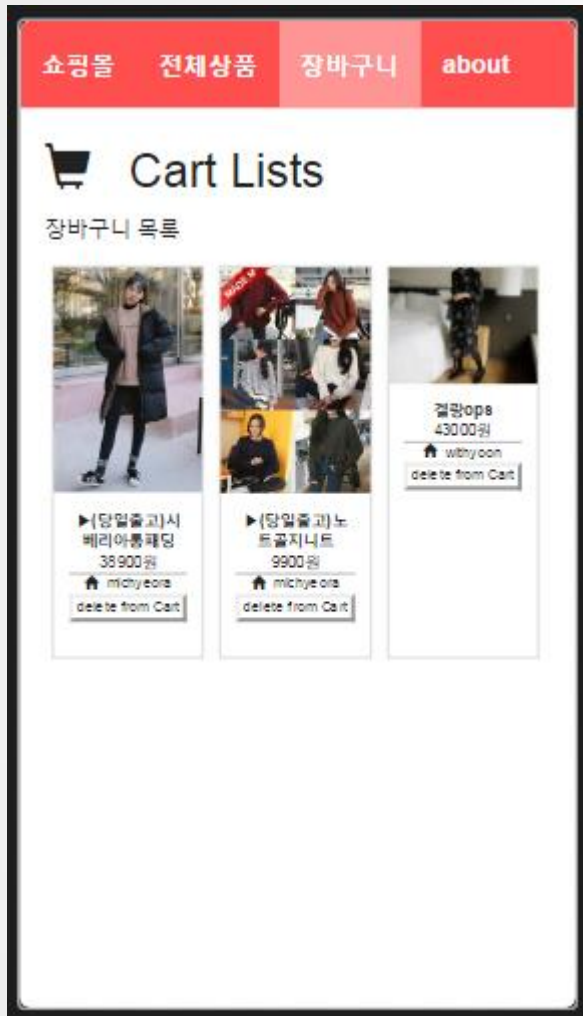 쇼핑몰 전체상품 장바구니 about
Cart Lists
장바구니 목록
MADE M
▶(당일출고)시
베리아롱패딩
38900원
michyeora
delete from Cart
▶(당일출고)노
트골지니트
9900원
michyeora
delete from Cart
걸랑ops
43000원
withyoon
delete from Cart